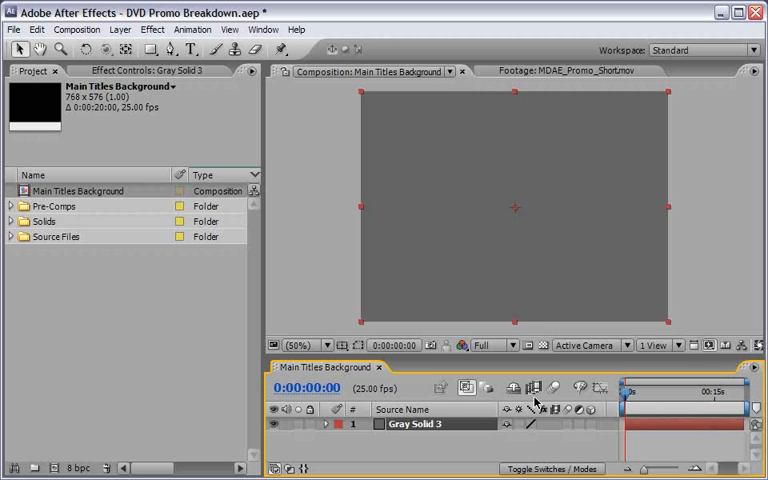 Adobe After Effects - DVD Promo Breakdown.aep *
File Edit Composition Layer Effect Animation View Window Help
Workspace: Standard
Project × Effect Controls: Gray Solid 3
Composition: Main Titles Background × Footage: MDAE_Promo_Short.mov
Main Titles Background
768 x 576 (1.00)
Δ 0:00:20:00, 25.00 fps
Name Type
Main Titles Background Composition
Pre-Comps Folder
Solids Folder
Source Files Folder
(50%) 0:00:00:00 Full Active Camera 1 View
Main Titles Background ×
0:00:00:00 (25.00 fps) 00:15s
# Source Name
1 Gray Solid 3
8 bpc Toggle Switches / Modes